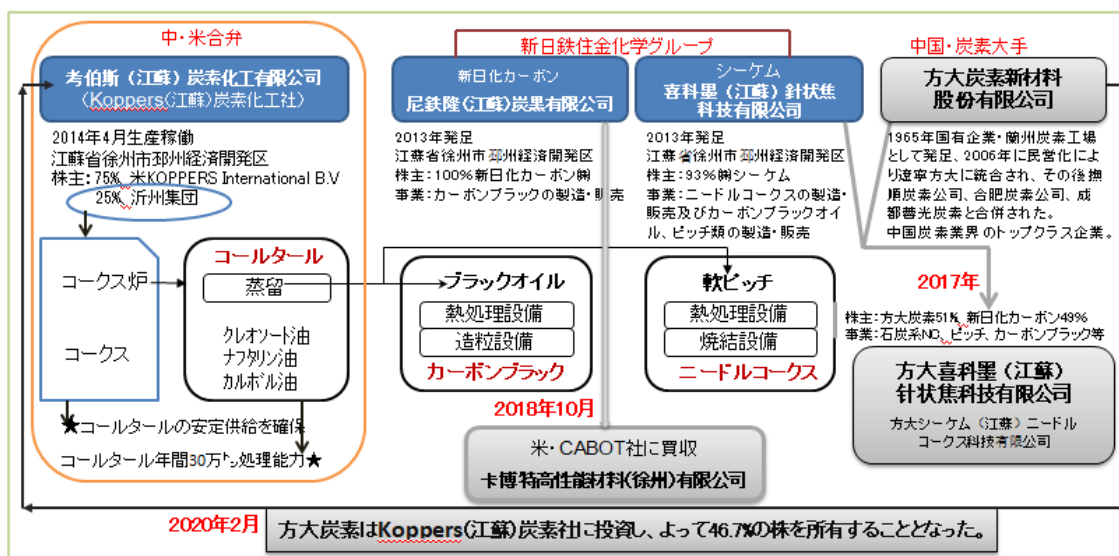 中・米合弁
新日鉄住金化学グループ
中国・炭素大手
考伯斯（江蘇）炭素化工有限公司
（Koppers(江蘇)炭素化工社）
新日化カーボン
尼鉄隆(江蘇)炭黒有限公司
シーケム
喜科墨（江蘇）針状焦
科技有限公司
方大炭素新材料
股份有限公司
2014年4月生産稼働
江蘇省徐州市邳州経済開発区
株主：75%、米KOPPERS International B.V
25%、沂州集団
2013年発足
江蘇省徐州市邳州経済開発区
株主：100%新日化カーボン㈱
事業：カーボンブラックの製造・販売
2013年発足
江蘇省徐州市邳州経済開発区
株主：93%㈱シーケム
事業：ニードルコークスの製造・
販売及びカーボンブラックオイ
ル、ピッチ類の製造・販売
1965年国有企業・蘭州炭素工場
として発足、2006年に民営化によ
り遼寧方大に統合され、その後撫
順炭素公司、合肥炭素公司、成
都蓉光炭素と合併された。
中国炭素業界のトップクラス企業。
コークス炉
コークス
コールタール
蒸留
クレオソート油
ナフタリン油
カルボル油
ブラックオイル
熱処理設備
造粒設備
カーボンブラック
軟ピッチ
熱処理設備
焼結設備
ニードルコークス
2017年
株主：方大炭素51%、新日化カーボン49%
事業：石炭系NC、ピッチ、カーボンブラック等
方大喜科墨（江蘇）
針状焦科技有限公司
方大シーケム（江蘇）ニードル
コークス科技有限公司
★コールタールの安定供給を確保
コールタール年間30万㌧処理能力★
2018年10月
米・CABOT社に買収
卡博特高性能材料(徐州)有限公司
2020年2月
方大炭素はKoppers(江蘇)炭素社に投資し、よって46.7%の株を所有することとなった。